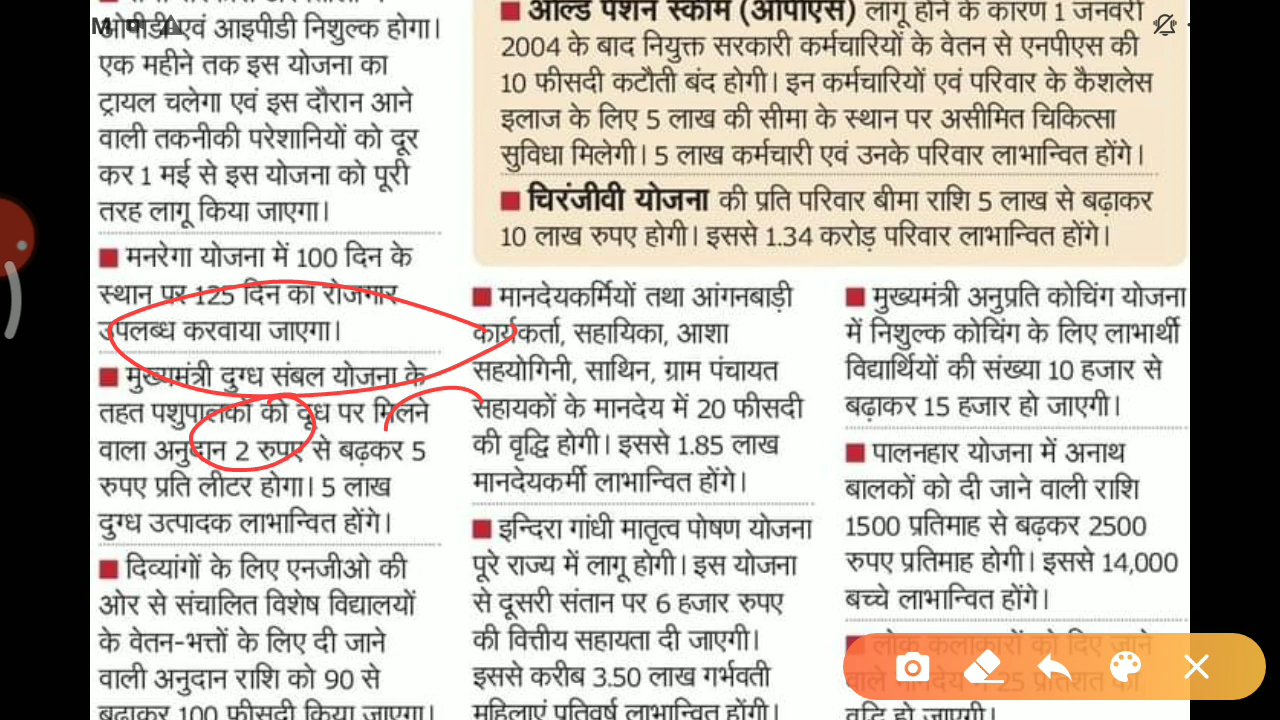 ओपीडी एवं आइपीडी निशुल्क होगा।
एक महीने तक इस योजना का
ट्रायल चलेगा एवं इस दौरान आने
वाली तकनीकी परेशानियों को दूर
कर 1 मई से इस योजना को पूरी
तरह लागू किया जाएगा।
मनरेगा योजना में 100 दिन के
स्थान पर 125 दिन का रोजगार
उपलब्ध करवाया जाएगा।
मुख्यमंत्री दुग्ध संबल योजना के
तहत पशुपालकों को दूध पर मिलने
वाला अनुदान 2 रुपए से बढ़कर 5
रुपए प्रति लीटर होगा। 5 लाख
दुग्ध उत्पादक लाभान्वित होंगे।
दिव्यांगों के लिए एनजीओ की
ओर से संचालित विशेष विद्यालयों
के वेतन-भत्तों के लिए दी जाने
वाली अनुदान राशि को 90 से
बढ़ाकर 100 फीसदी किया जाएगा।
ओल्ड पेंशन स्कीम (ओपीएस) लागू होने के कारण 1 जनवरी
2004 के बाद नियुक्त सरकारी कर्मचारियों के वेतन से एनपीएस की
10 फीसदी कटौती बंद होगी। इन कर्मचारियों एवं परिवार के कैशलेस
इलाज के लिए 5 लाख की सीमा के स्थान पर असीमित चिकित्सा
सुविधा मिलेगी। 5 लाख कर्मचारी एवं उनके परिवार लाभान्वित होंगे।
चिरंजीवी योजना की प्रति परिवार बीमा राशि 5 लाख से बढ़ाकर
10 लाख रुपए होगी। इससे 1.34 करोड़ परिवार लाभान्वित होंगे।
मानदेयकर्मियों तथा आंगनबाड़ी
कार्यकर्ता, सहायिका, आशा
सहयोगिनी, साथिन, ग्राम पंचायत
सहायकों के मानदेय में 20 फीसदी
की वृद्धि होगी। इससे 1.85 लाख
मानदेयकर्मी लाभान्वित होंगे।
इन्दिरा गांधी मातृत्व पोषण योजना
पूरे राज्य में लागू होगी। इस योजना
से दूसरी संतान पर 6 हजार रुपए
की वित्तीय सहायता दी जाएगी।
इससे करीब 3.50 लाख गर्भवती
महिलाएं प्रतिवर्ष लाभान्वित होंगी।
मुख्यमंत्री अनुप्रति कोचिंग योजना
में निशुल्क कोचिंग के लिए लाभार्थी
विद्यार्थियों की संख्या 10 हजार से
बढ़ाकर 15 हजार हो जाएगी।
पालनहार योजना में अनाथ
बालकों को दी जाने वाली राशि
1500 प्रतिमाह से बढ़कर 2500
रुपए प्रतिमाह होगी। इससे 14,000
बच्चे लाभान्वित होंगे।
लोक कलाकारों को दिए जाने
वाले मानदेय में 25 प्रतिशत की
वृद्धि हो जाएगी।